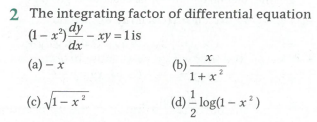 2 The integrating factor of differential equation
(1 – x²) dy/dx – xy = 1 is
(a) – x (b) x/1 + x²
(c) √1 – x² (d) 1/2 log(1 – x²)